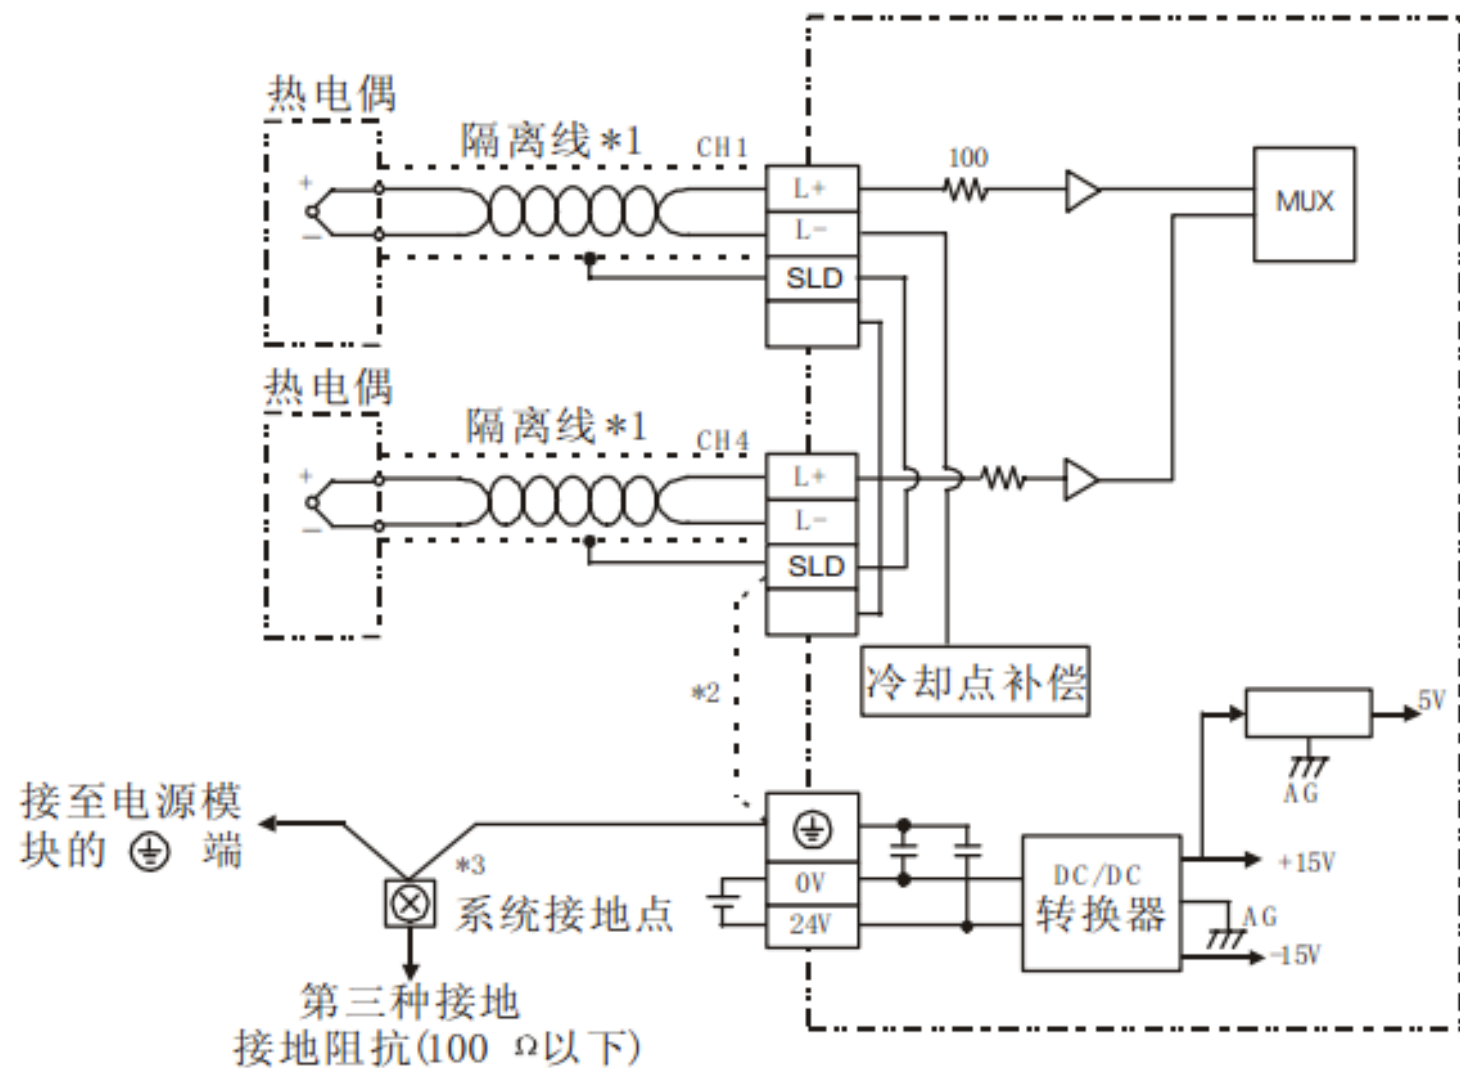 热电偶
隔离线*1
CH1
+
−
L+
L−
SLD
100
MUX
热电偶
隔离线*1
CH4
+
−
L+
L−
SLD
*2
冷却点补偿
5V
AG
接至电源模
块的 端
*3
系统接地点
第三种接地
接地阻抗(100 Ω以下)
0V
24V
DC/DC
转换器
+15V
AG
-15V